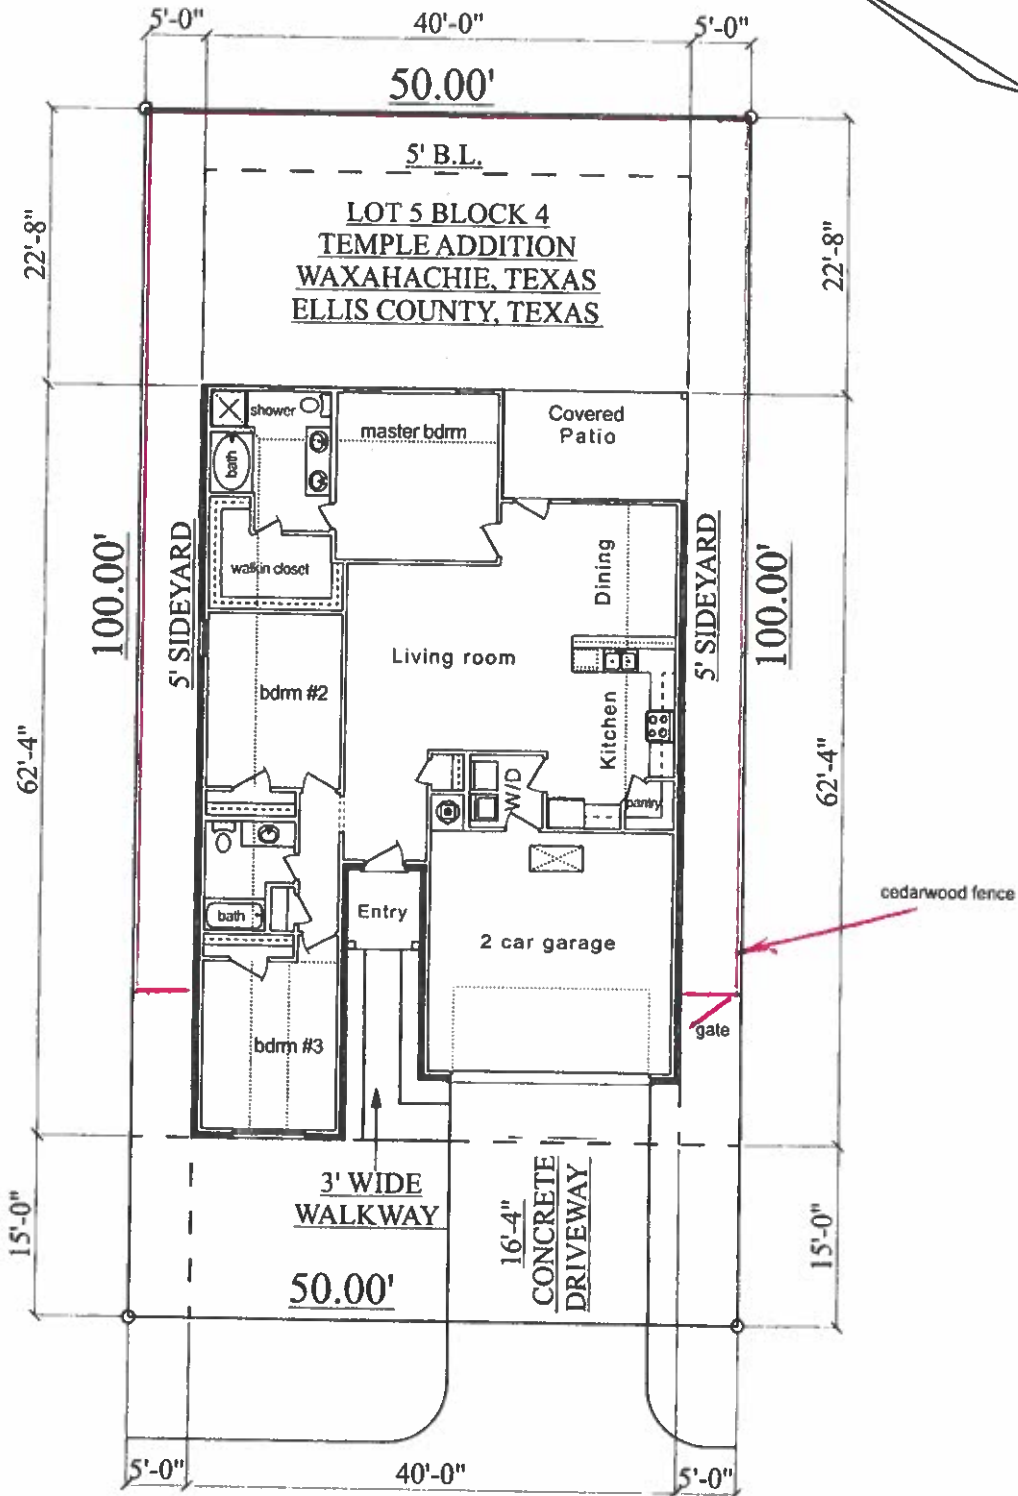 5'-0"
40'-0"
5'-0"
50.00'
5' B.L.
LOT 5 BLOCK 4
TEMPLE ADDITION
WAXAHACHIE, TEXAS
ELLIS COUNTY, TEXAS
22'-8"
22'-8"
shower
master bdrm
Covered
Patio
bath
walkin closet
Dining
100.00'
5' SIDEYARD
5' SIDEYARD
100.00'
Living room
bdrm #2
Kitchen
62'-4"
62'-4"
W/D
pantry
cedarwood fence
bath
Entry
2 car garage
gate
bdrm #3
3' WIDE
WALKWAY
16'-4"
CONCRETE
DRIVEWAY
15'-0"
15'-0"
50.00'
5'-0"
40'-0"
5'-0"